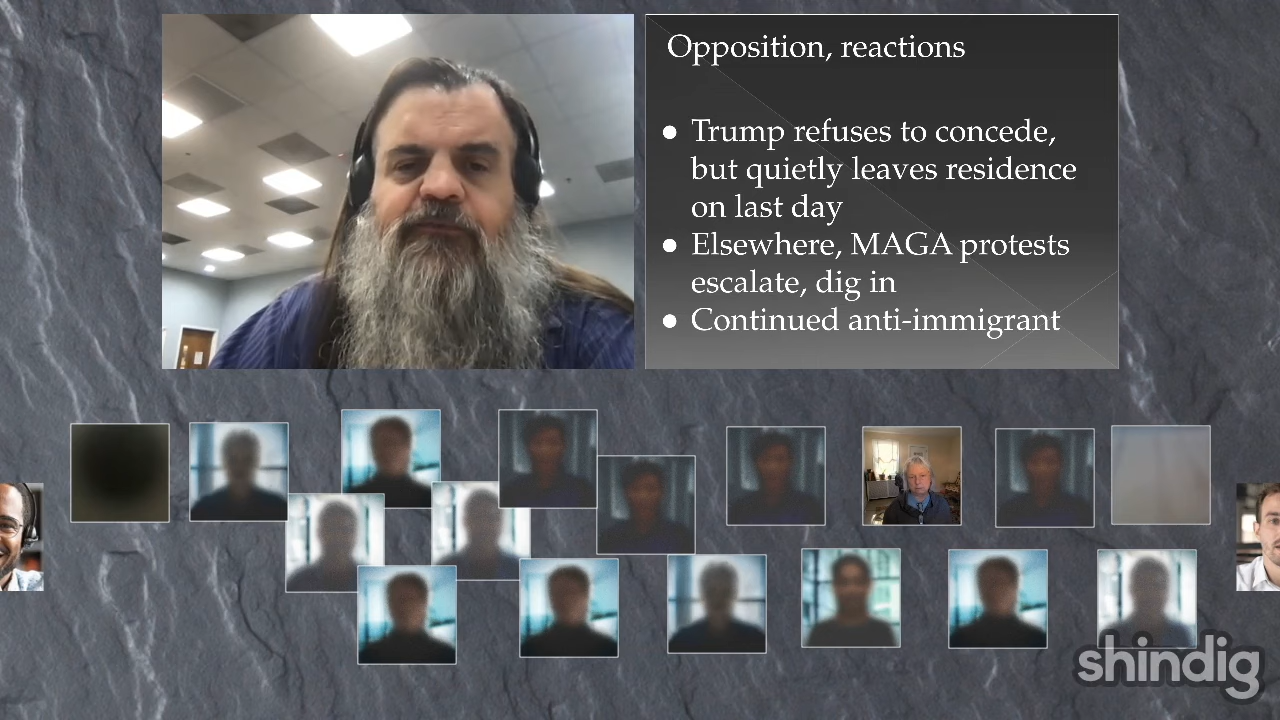 Opposition, reactions
● Trump refuses to concede,
but quietly leaves residence
on last day
● Elsewhere, MAGA protests
escalate, dig in
● Continued anti-immigrant
shindig